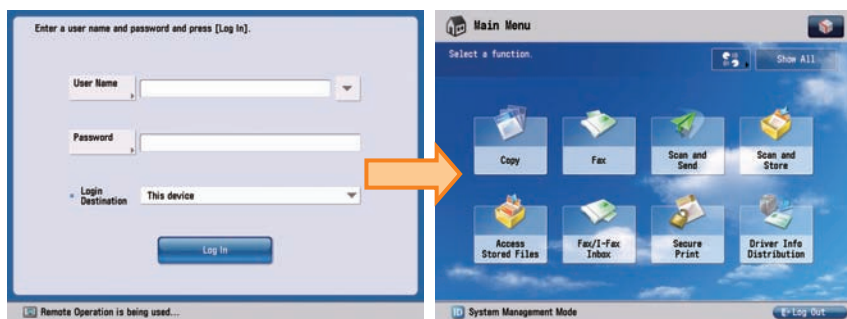 Enter a user name and password and press [Log In].
User Name
Password
Login
Destination
This device
Log In
Remote Operation is being used...
Main Menu
Select a function.
Show All
Copy
Fax
Scan and
Send
Scan and
Store
Access
Stored Files
Fax/I-Fax
Inbox
Secure
Print
Driver Info
Distribution
ID System Management Mode
Log Out